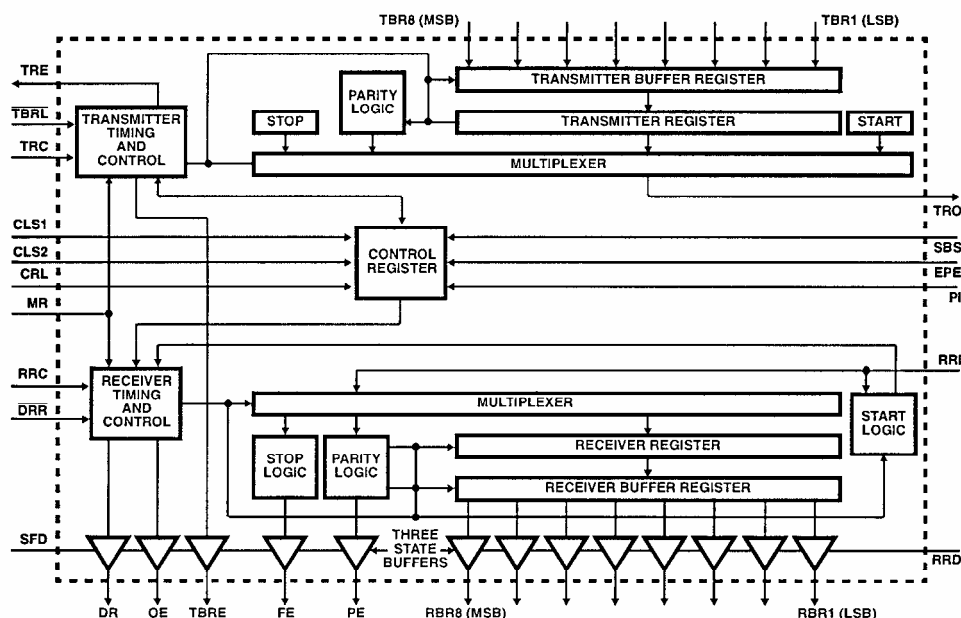 TBR8 (MSB) TBR1 (LSB)
TRE
TRANSMITTER BUFFER REGISTER
PARITY
LOGIC
TBRL
TRANSMITTER
TIMING
AND
CONTROL
STOP
TRANSMITTER REGISTER
START
TRC
MULTIPLEXER
TRO
CLS1
CONTROL
REGISTER
SBS
CLS2
EPE
CRL
PI
MR
RRC
RECEIVER
TIMING
AND
CONTROL
RRI
DRR
MULTIPLEXER
START
LOGIC
STOP
LOGIC
PARITY
LOGIC
RECEIVER REGISTER
RECEIVER BUFFER REGISTER
SFD
THREE
STATE
BUFFERS
RRD
DR OE TBRE FE PE RBR8 (MSB) RBR1 (LSB)